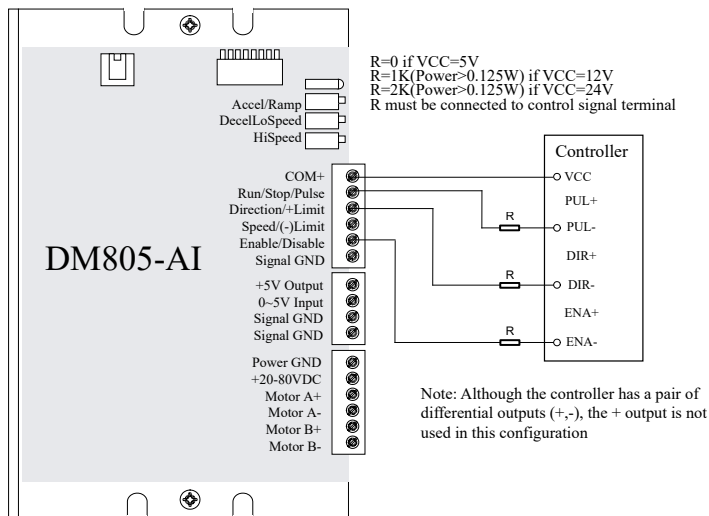 R=0 if VCC=5V
R=1K(Power>0.125W) if VCC=12V
R=2K(Power>0.125W) if VCC=24V
R must be connected to control signal terminal
Accel/Ramp
DecelLoSpeed
HiSpeed
COM+
Run/Stop/Pulse
Direction/+Limit
Speed/(-)Limit
Enable/Disable
Signal GND
DM805-AI
+5V Output
0~5V Input
Signal GND
Signal GND
Power GND
+20-80VDC
Motor A+
Motor A-
Motor B+
Motor B-
Controller
VCC
PUL+
R
PUL-
DIR+
R
DIR-
ENA+
R
ENA-
Note: Although the controller has a pair of
differential outputs (+,-), the + output is not
used in this configuration